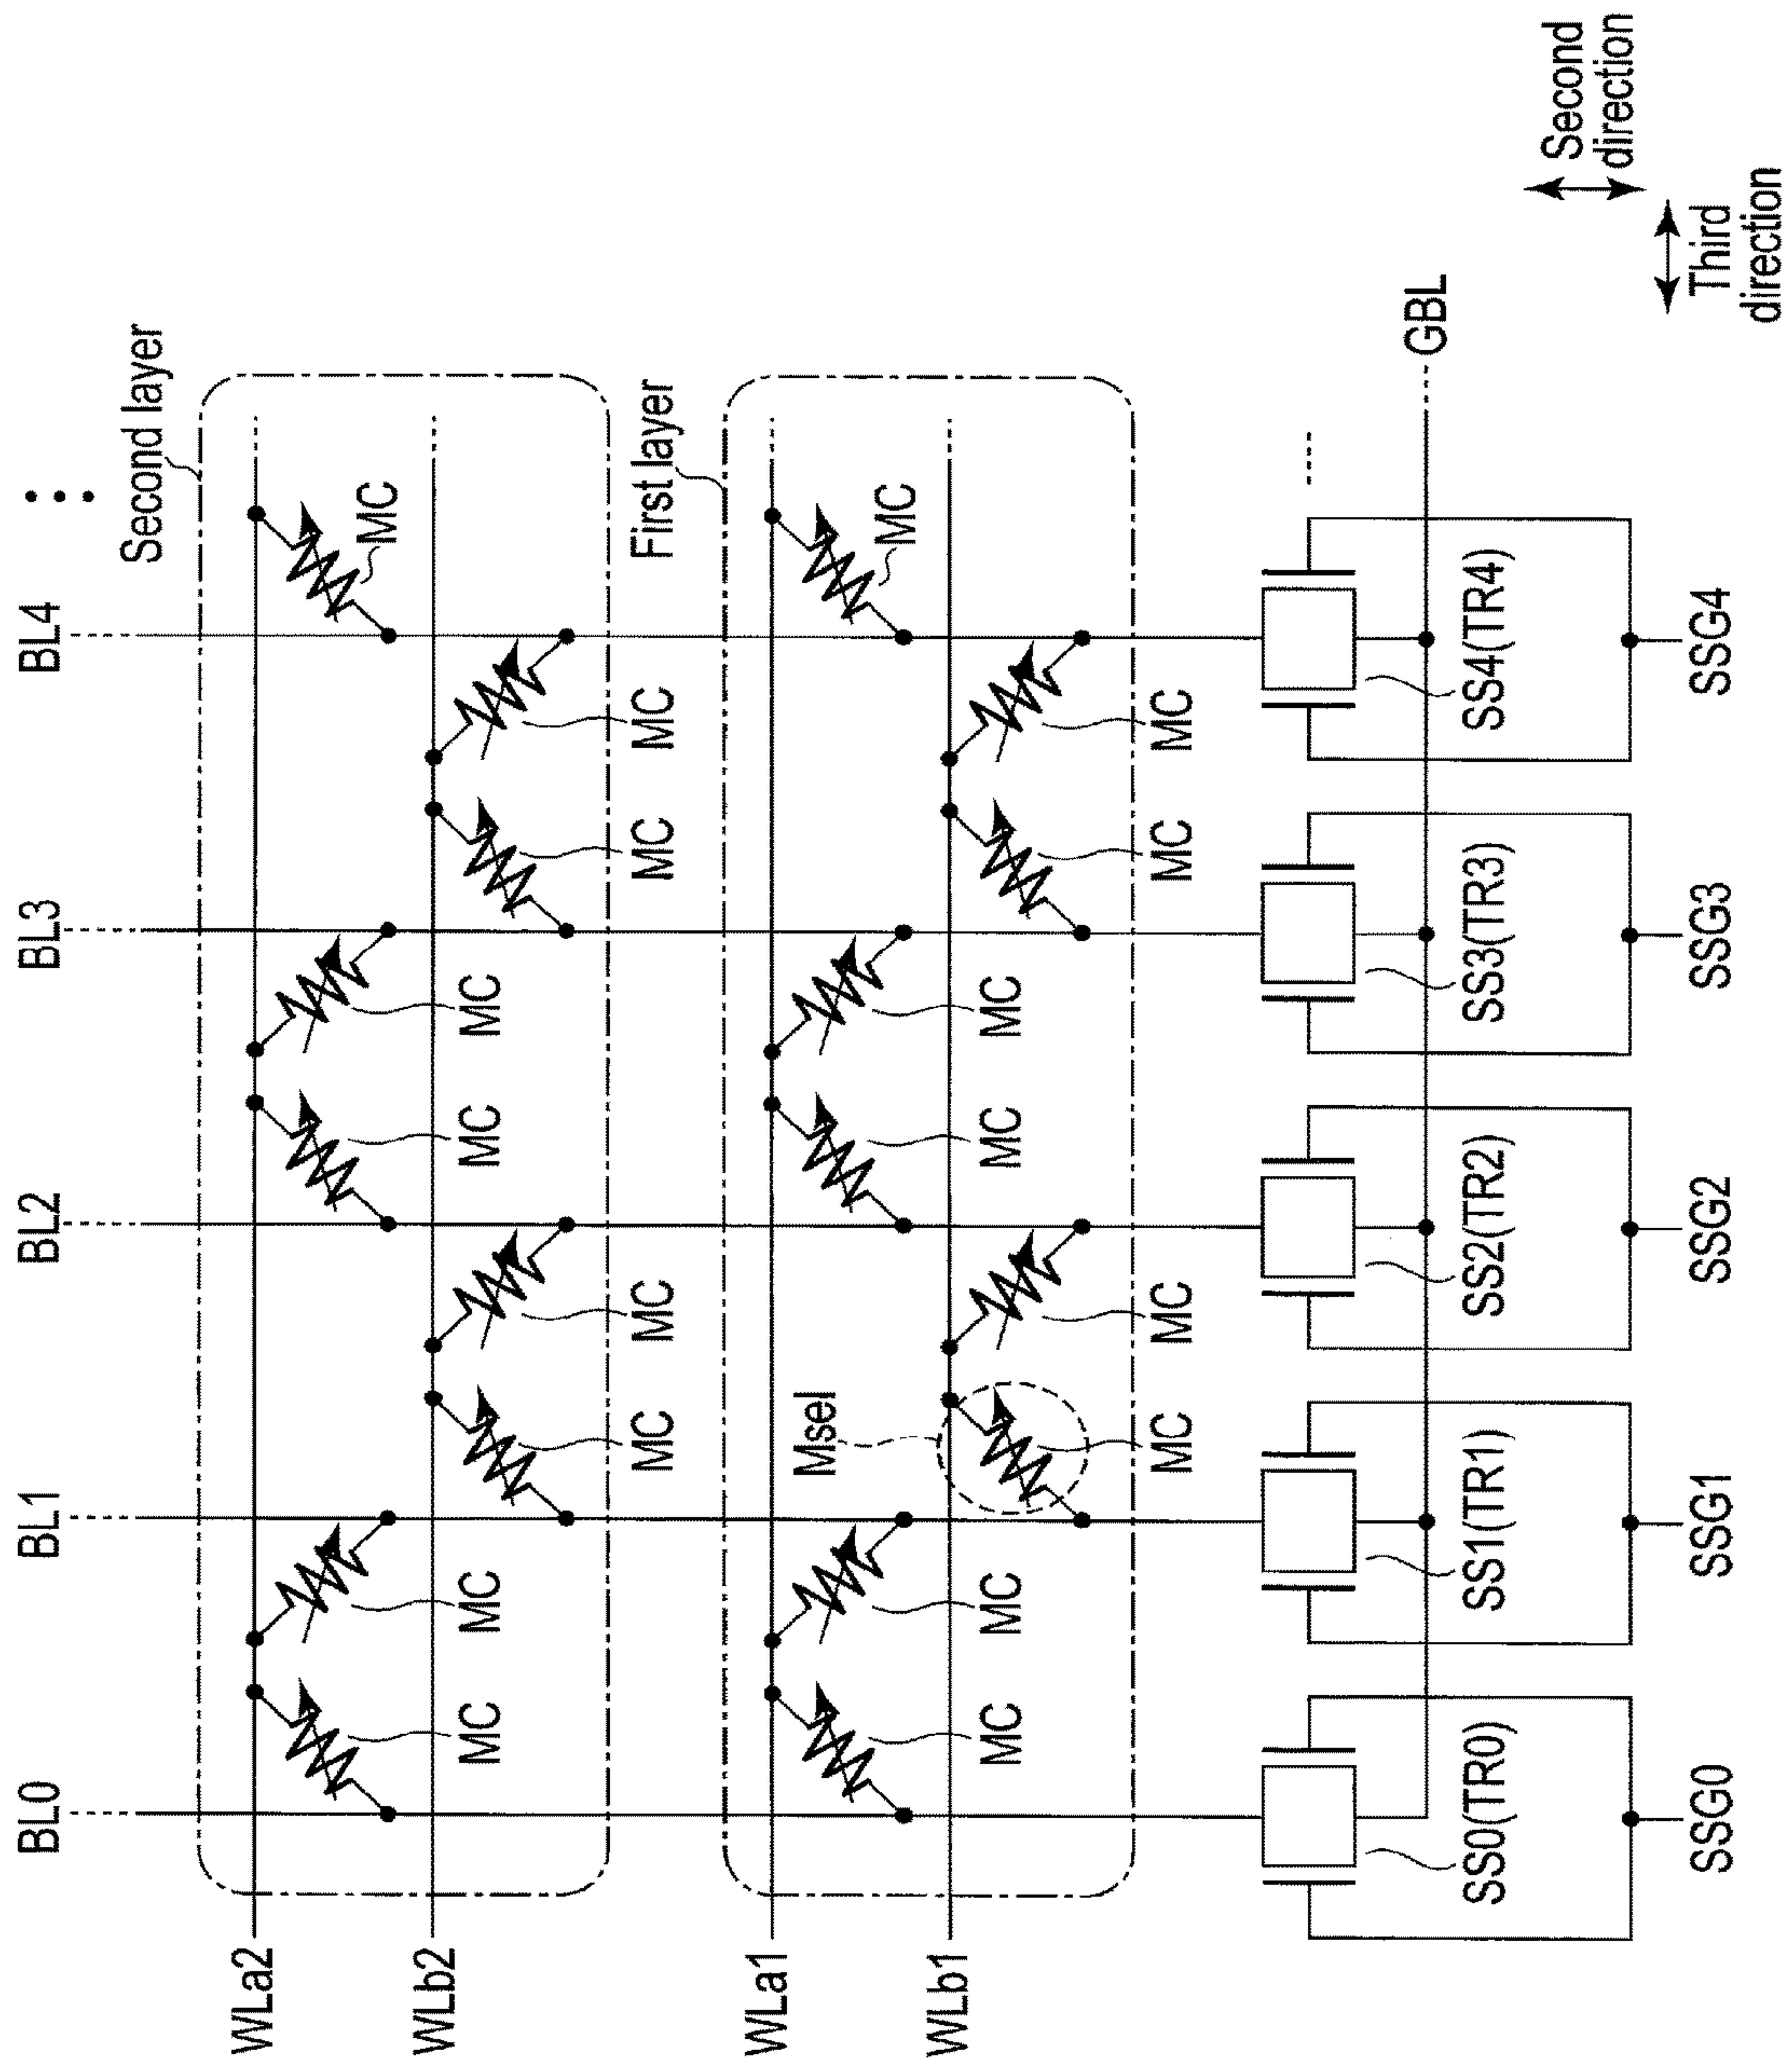 BL0
BL1
BL2
BL3
BL4
Second layer
WLa2
MC
MC
MC
MC
MC
WLb2
MC
MC
MC
MC
First layer
WLa1
MC
MC
MC
MC
MC
Msel
WLb1
MC
MC
MC
MC
GBL
SS0(TR0)
SS1(TR1)
SS2(TR2)
SS3(TR3)
SS4(TR4)
SSG0
SSG1
SSG2
SSG3
SSG4
Second
direction
Third
direction